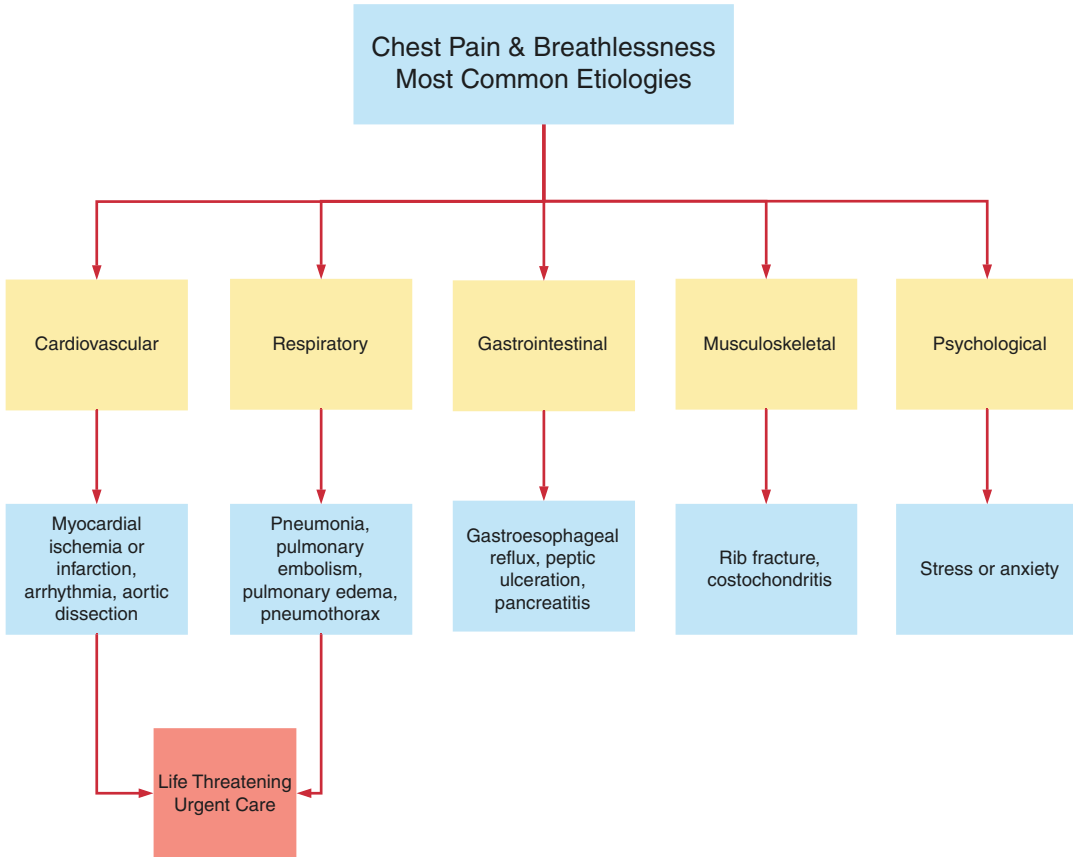 Chest Pain & Breathlessness
Most Common Etiologies
Cardiovascular
Respiratory
Gastrointestinal
Musculoskeletal
Psychological
Myocardial
ischemia or
infarction,
arrhythmia, aortic
dissection
Pneumonia,
pulmonary
embolism,
pulmonary edema,
pneumothorax
Gastroesophageal
reflux, peptic
ulceration,
pancreatitis
Rib fracture,
costochondritis
Stress or anxiety
Life Threatening
Urgent Care